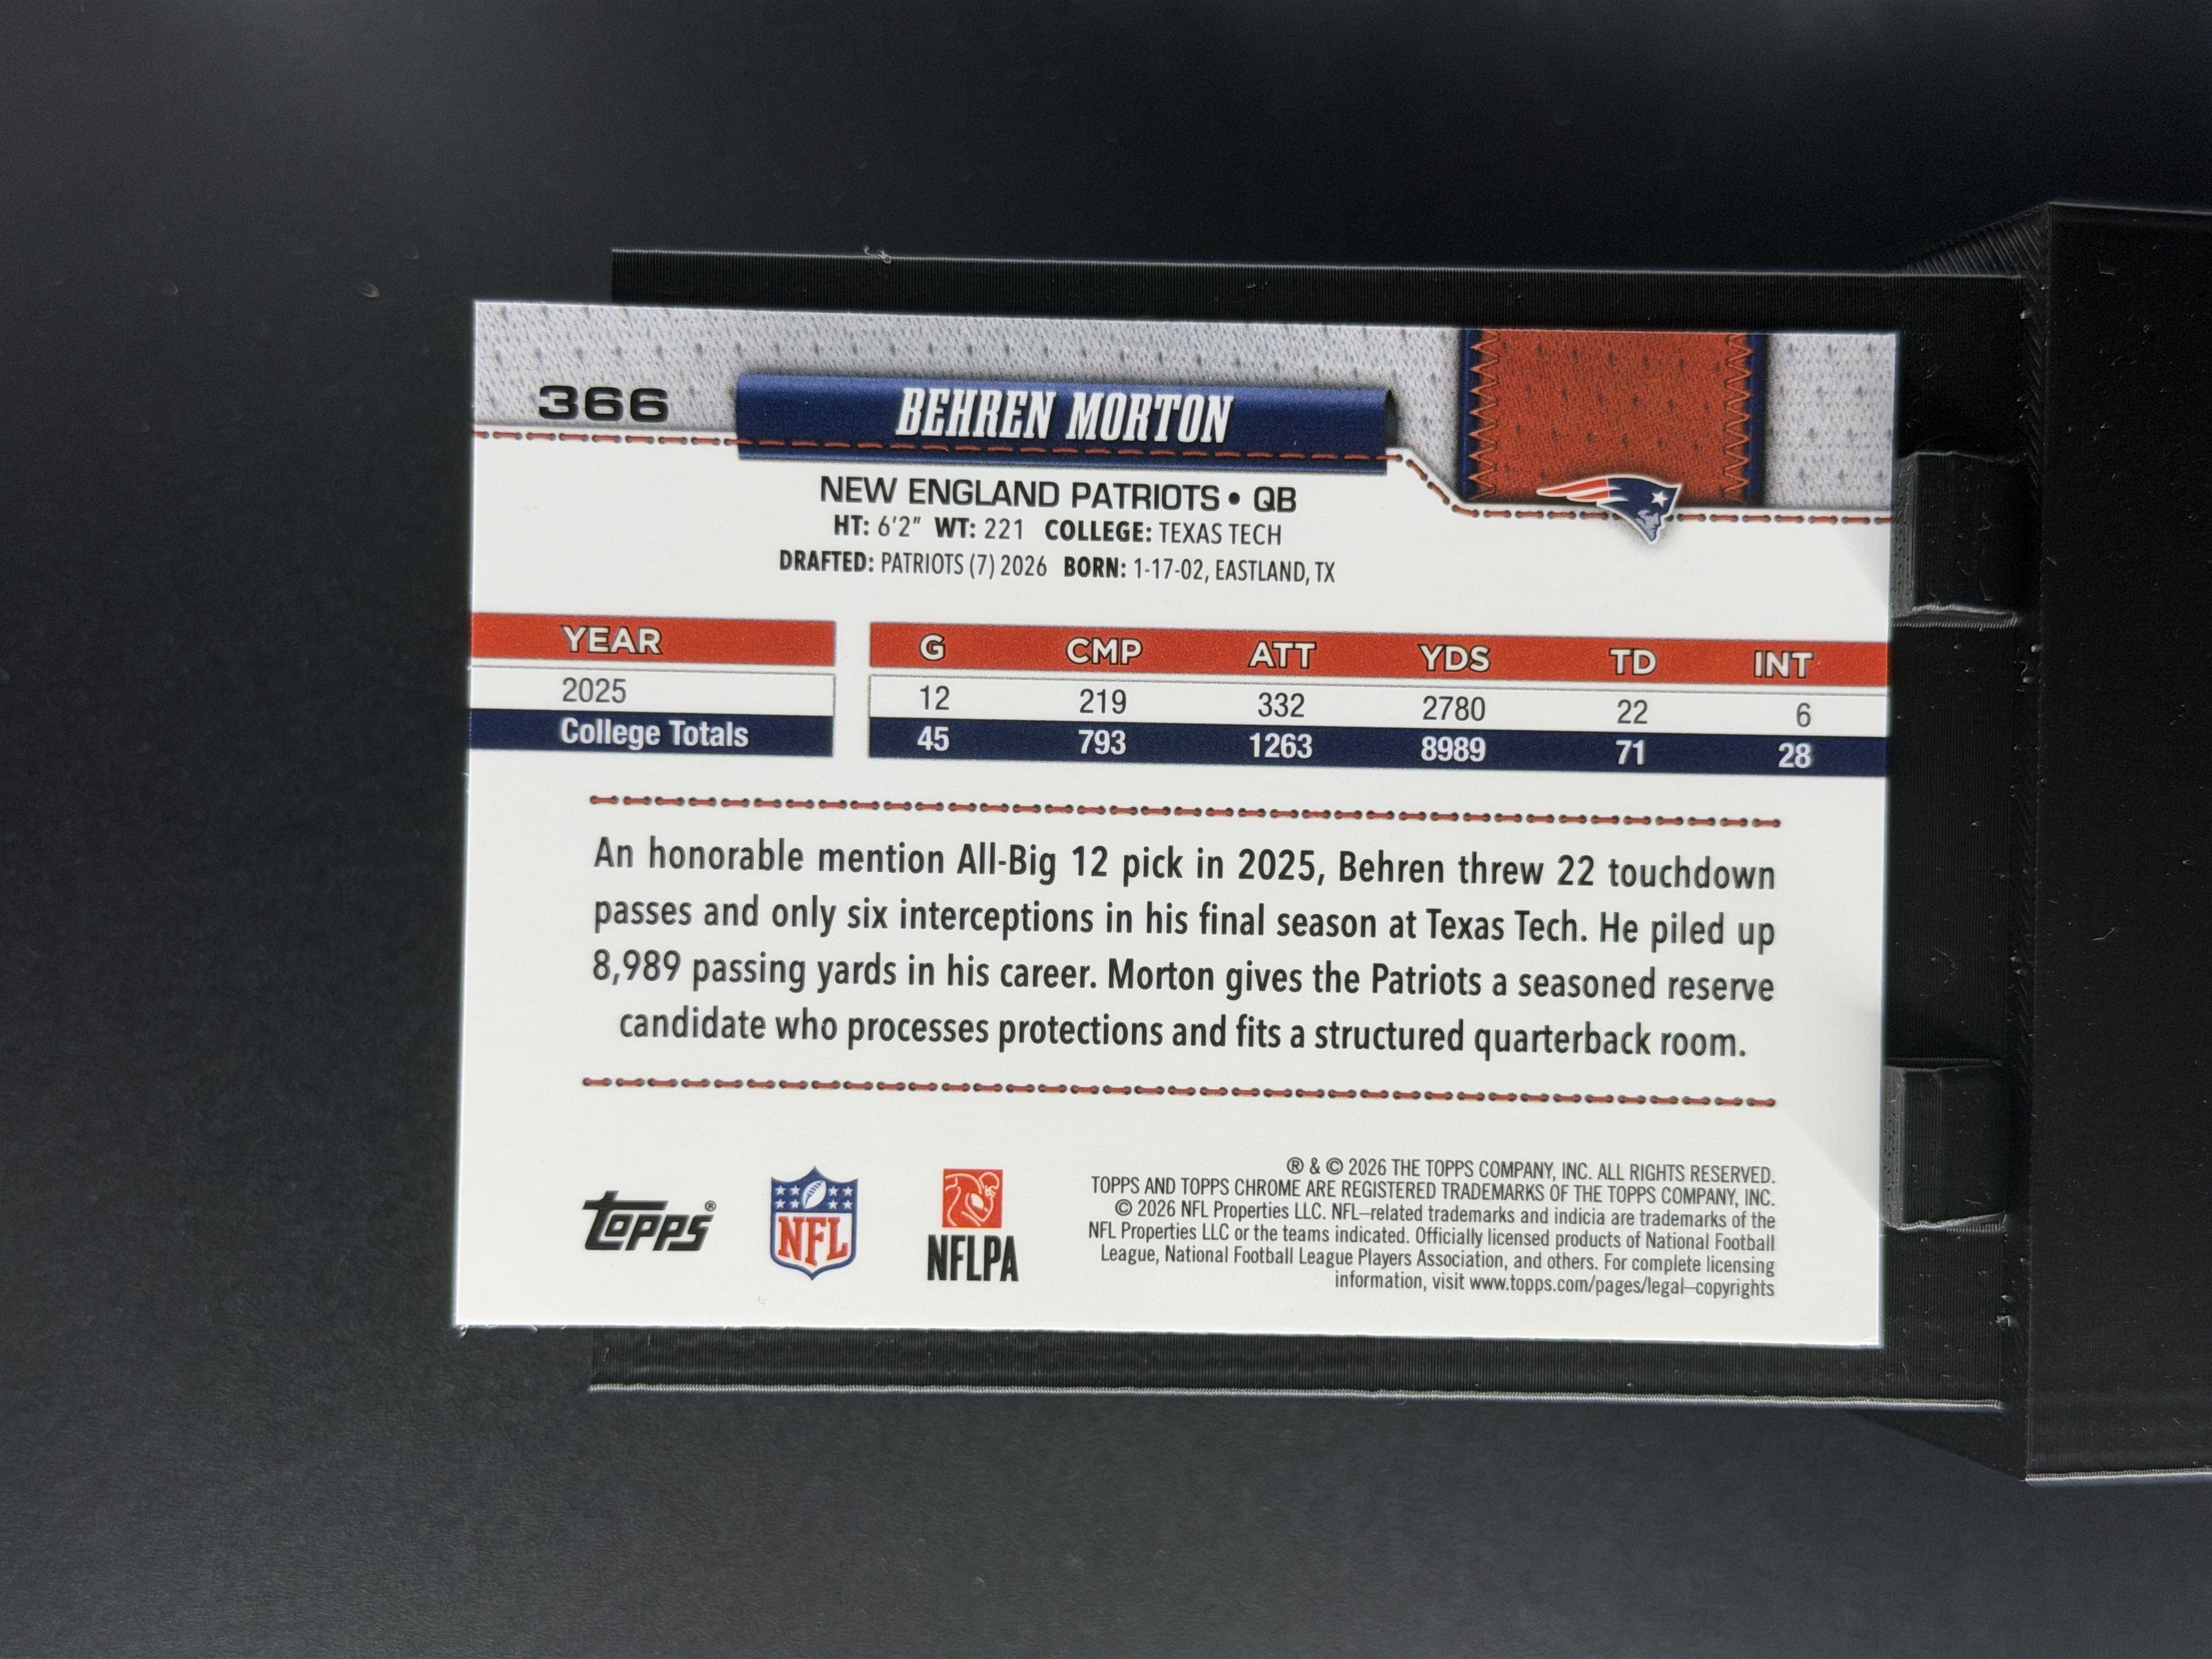 366
BEHREN MORTON
NEW ENGLAND PATRIOTS • QB
HT: 6'2" WT: 221 COLLEGE: TEXAS TECH
DRAFTED: PATRIOTS (7) 2026 BORN: 1-17-02, EASTLAND, TX
YEAR G CMP ATT YDS TD INT
2025 12 219 332 2780 22 6
College Totals 45 793 1263 8989 71 28
An honorable mention All-Big 12 pick in 2025, Behren threw 22 touchdown
passes and only six interceptions in his final season at Texas Tech. He piled up
8,989 passing yards in his career. Morton gives the Patriots a seasoned reserve
candidate who processes protections and fits a structured quarterback room.
topps®
NFL
NFLPA
® & © 2026 THE TOPPS COMPANY, INC. ALL RIGHTS RESERVED.
TOPPS AND TOPPS CHROME ARE REGISTERED TRADEMARKS OF THE TOPPS COMPANY, INC.
© 2026 NFL Properties LLC. NFL-related trademarks and indicia are trademarks of the
NFL Properties LLC or the teams indicated. Officially licensed products of National Football
League, National Football League Players Association, and others. For complete licensing
information, visit www.topps.com/pages/legal-copyrights